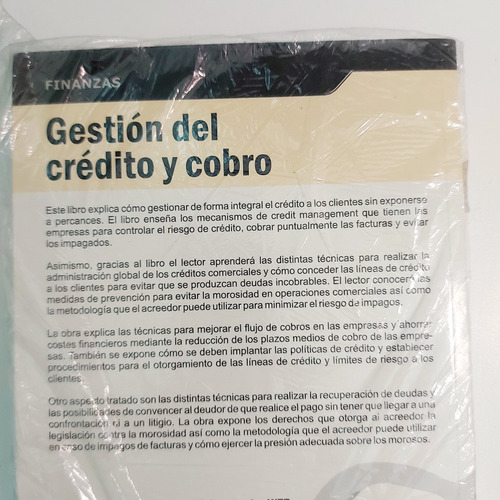 FINANZAS
Gestión del
crédito y cobro
Este libro explica cómo gestionar de forma integral el crédito a los clientes sin exponerse
a percances. El libro enseña los mecanismos de credit management que tienen las
empresas para controlar el riesgo de crédito, cobrar puntualmente las facturas y evitar
los impagados.
Asimismo, gracias al libro el lector aprenderá las distintas técnicas para realizar la
administración global de los créditos comerciales y cómo conceder las líneas de crédito
a los clientes para evitar que se produzcan deudas incobrables. El lector conocerá las
medidas de prevención para evitar la morosidad en operaciones comerciales así como
la metodología que el acreedor puede utilizar para minimizar el riesgo de impagos.
La obra explica las técnicas para mejorar el flujo de cobros en las empresas y ahorrar
costes financieros mediante la reducción de los plazos medios de cobro de las empre-
sas. También se expone cómo se deben implantar las políticas de crédito y establecer
procedimientos para el otorgamiento de las líneas de crédito y límites de riesgo a los
clientes.
Otro aspecto tratado son las distintas técnicas para realizar la recuperación de deudas y
las posibilidades de convencer al deudor de que realice el pago sin tener que llegar a una
confrontación ni a un litigio. La obra expone los derechos que otorga al acreedor la
legislación contra la morosidad así como la metodología que el acreedor puede utilizar
en caso de impagos de facturas y cómo ejercer la presión adecuada sobre los morosos.